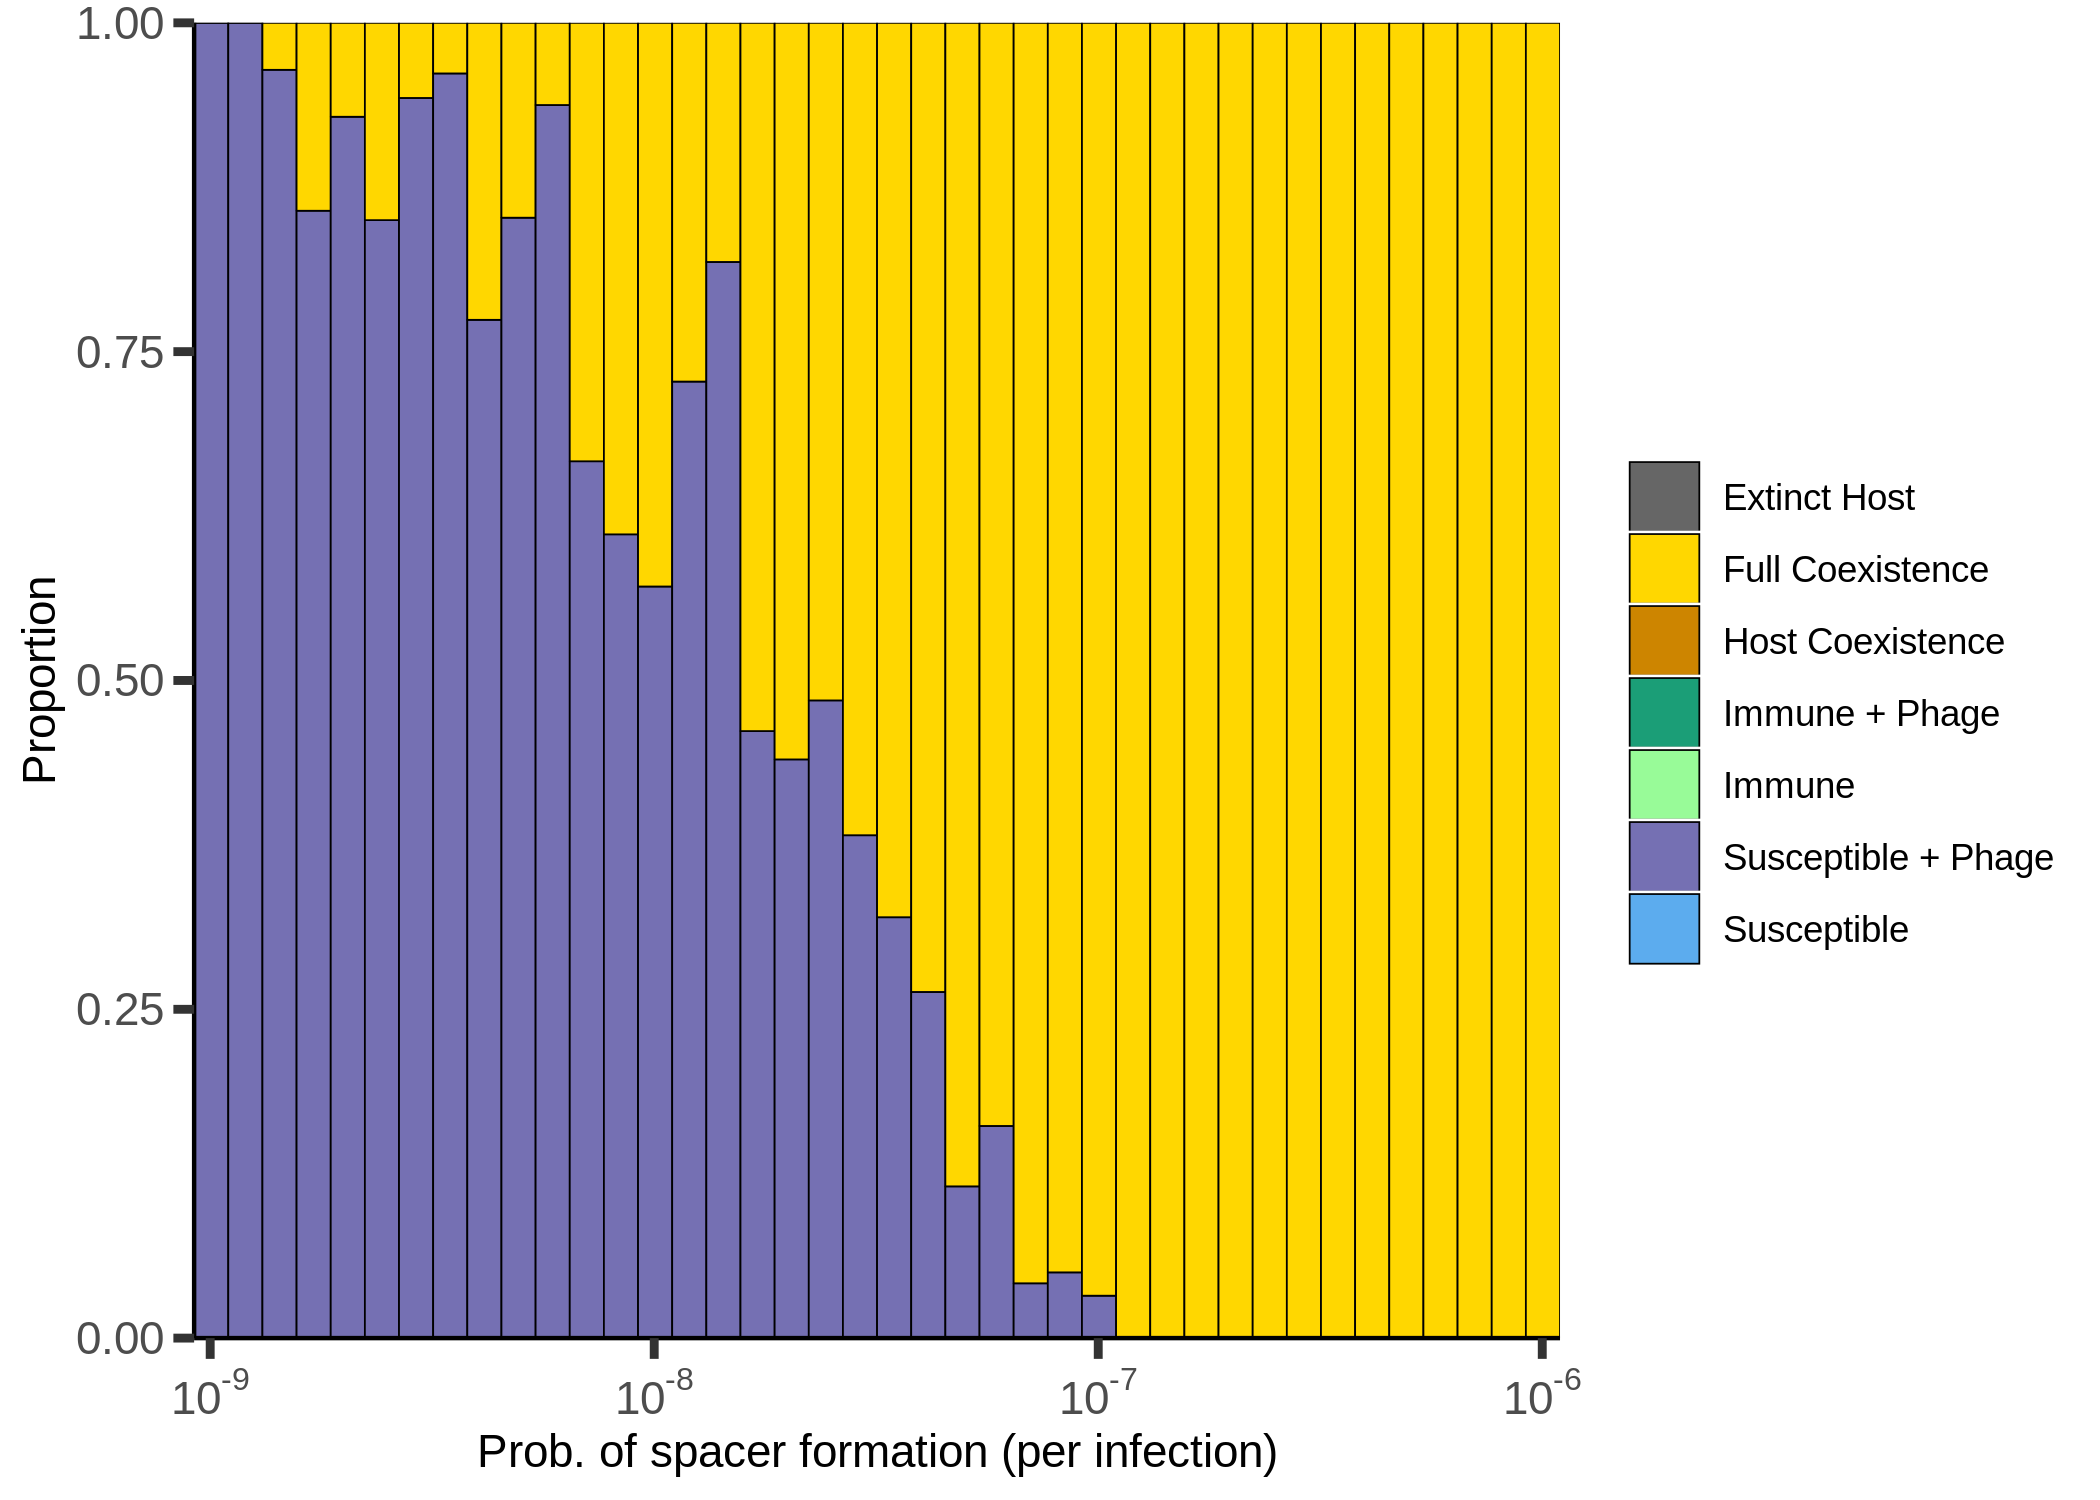 1.00
0.75
0.50
0.25
0.00
Proportion
10^-9
10^-8
10^-7
10^-6
Prob. of spacer formation (per infection)
Extinct Host
Full Coexistence
Host Coexistence
Immune + Phage
Immune
Susceptible + Phage
Susceptible